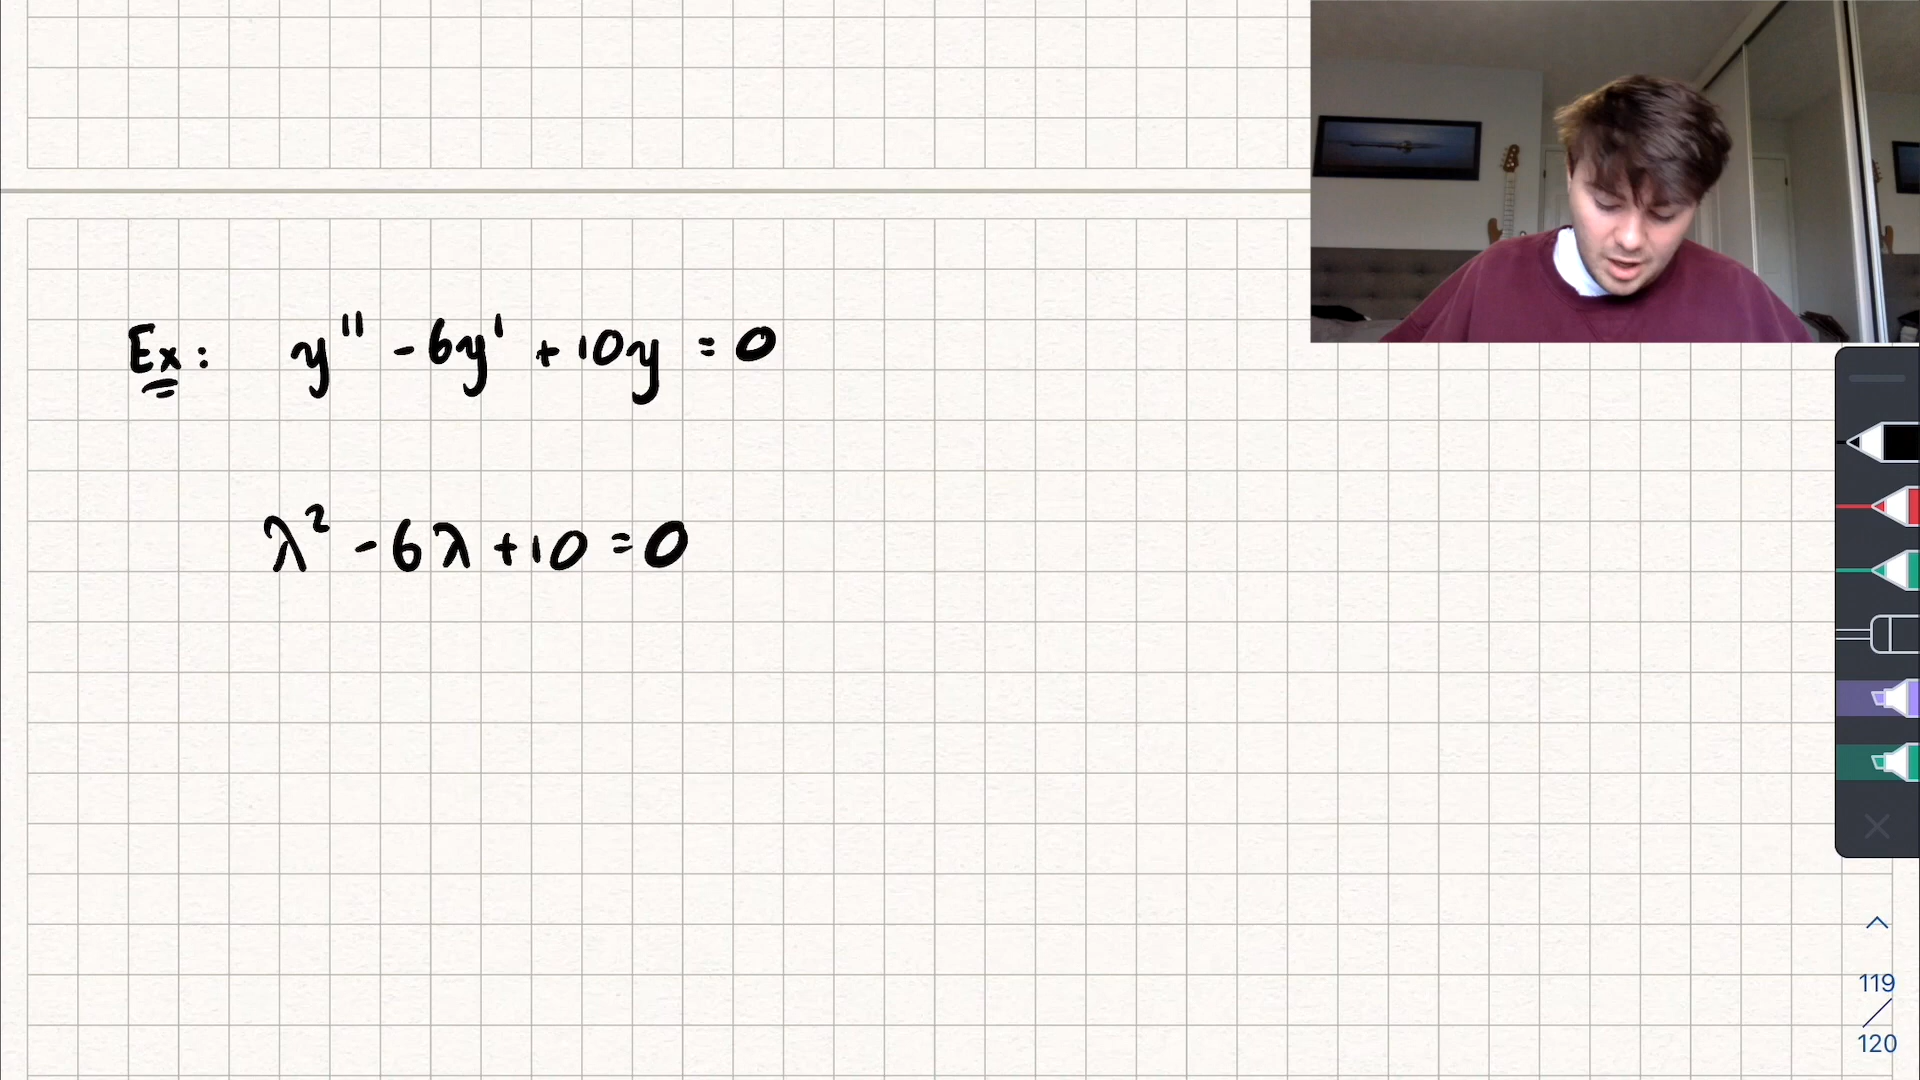 Ex: y'' - 6y' + 10y = 0
λ² - 6λ + 10 = 0
119
/
120